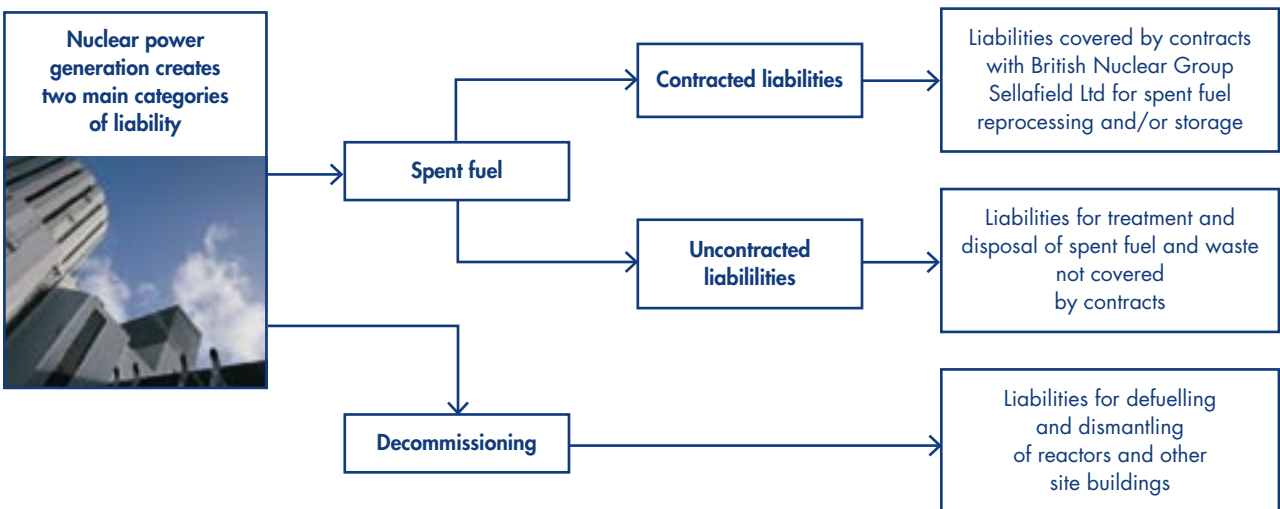 Nuclear power
generation creates
two main categories
of liability
Spent fuel
Contracted liabilities
Liabilities covered by contracts
with British Nuclear Group
Sellafield Ltd for spent fuel
reprocessing and/or storage
Uncontracted
liabililities
Liabilities for treatment and
disposal of spent fuel and waste
not covered
by contracts
Decommissioning
Liabilities for defuelling
and dismantling
of reactors and other
site buildings